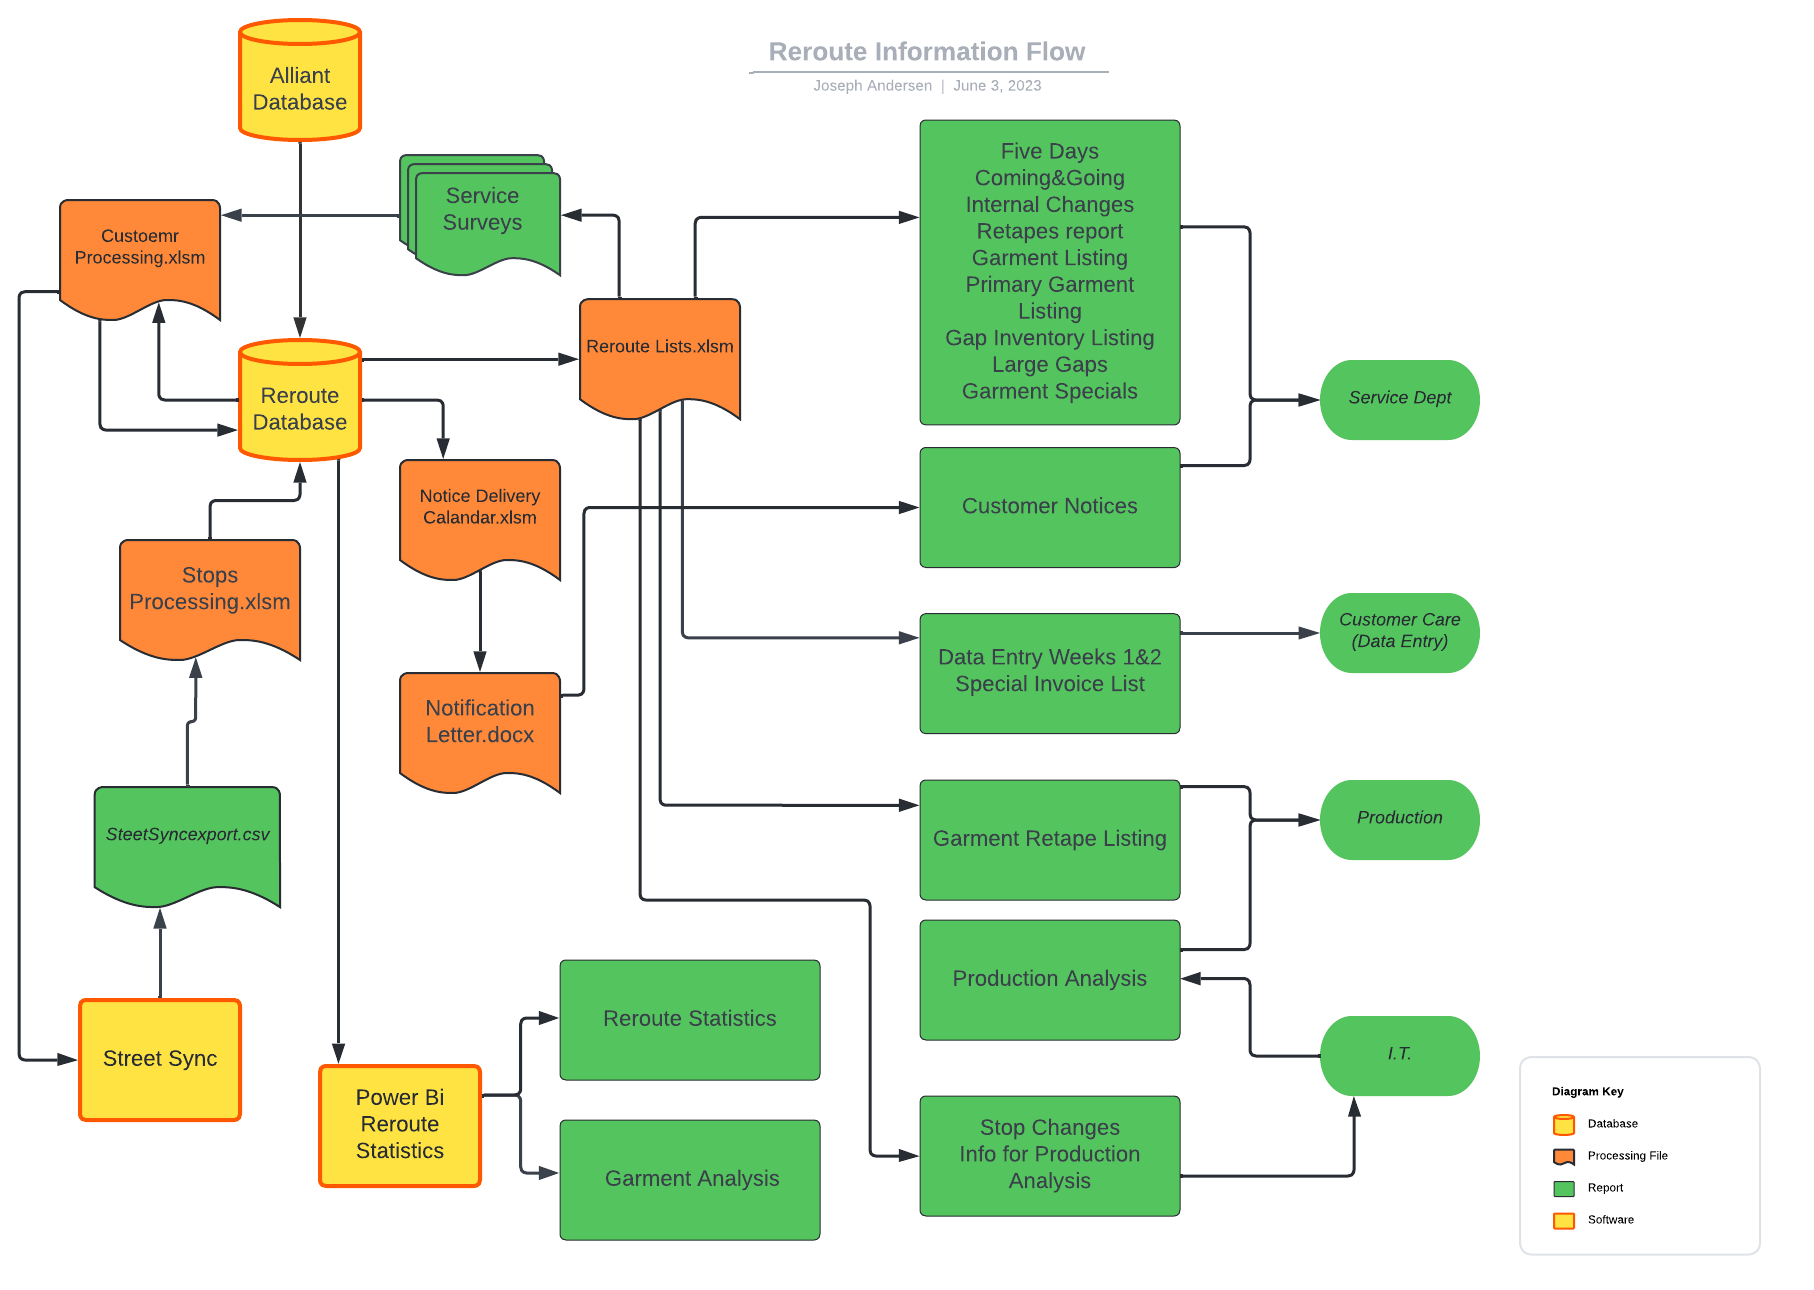 Reroute Information Flow
Joseph Andersen | June 3, 2023
Alliant
Database
Service
Surveys
Custoemr
Processing.xlsm
Reroute Lists.xlsm
Reroute
Database
Notice Delivery
Calandar.xlsm
Stops
Processing.xlsm
Notification
Letter.docx
SteetSyncexport.csv
Street Sync
Power Bi
Reroute
Statistics
Reroute Statistics
Garment Analysis
Five Days
Coming&Going
Internal Changes
Retapes report
Garment Listing
Primary Garment
Listing
Gap Inventory Listing
Large Gaps
Garment Specials
Customer Notices
Data Entry Weeks 1&2
Special Invoice List
Garment Retape Listing
Production Analysis
Stop Changes
Info for Production
Analysis
Service Dept
Customer Care
(Data Entry)
Production
I.T.
Diagram Key
Database
Processing File
Report
Software